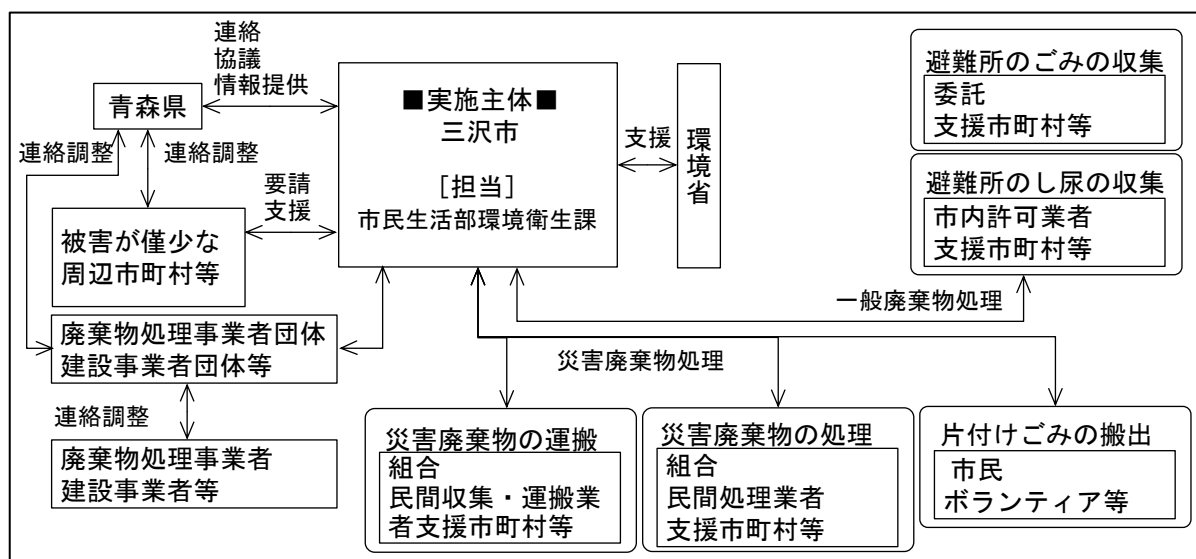 連絡
協議
情報提供
青森県
連絡調整
連絡調整
要請
支援
被害が僅少な
周辺市町村等
廃棄物処理事業者団体
建設事業者団体等
連絡調整
廃棄物処理事業者
建設事業者等
■実施主体■
三沢市
［担当］
市民生活部環境衛生課
支援
環境省
避難所のごみの収集
委託
支援市町村等
避難所のし尿の収集
市内許可業者
支援市町村等
一般廃棄物処理
災害廃棄物処理
災害廃棄物の運搬
組合
民間収集・運搬業
者支援市町村等
災害廃棄物の処理
組合
民間処理業者
支援市町村等
片付けごみの搬出
市民
ボランティア等